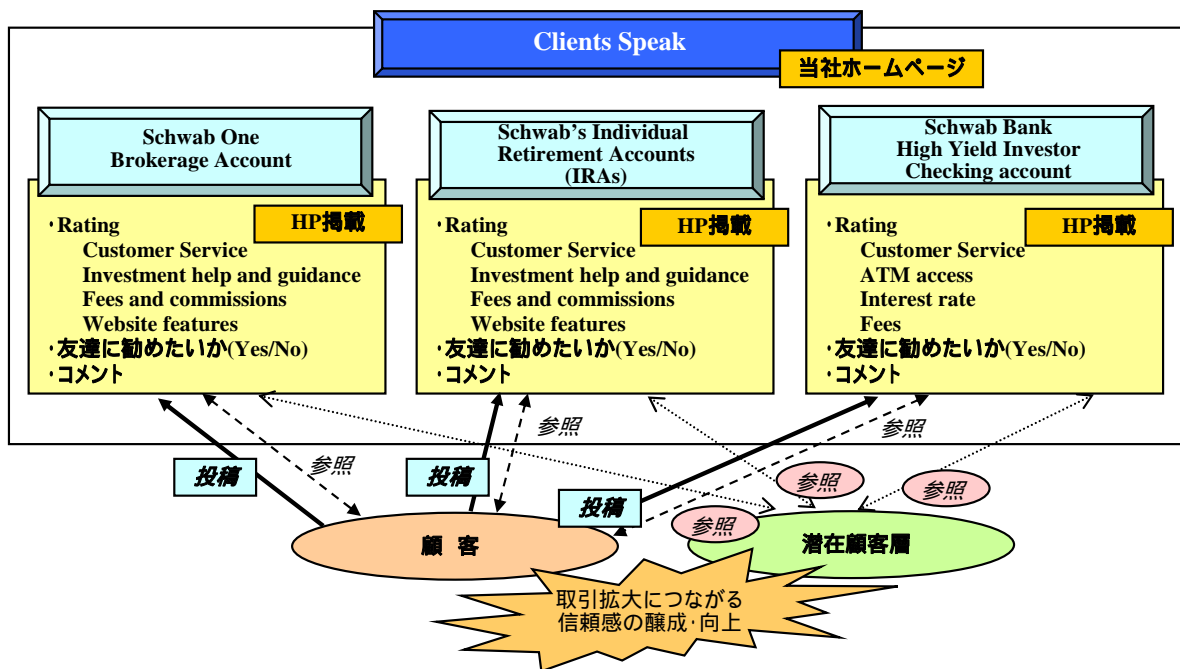 Clients Speak
当社ホームページ
Schwab One
Brokerage Account
HP掲載
・Rating
Customer Service
Investment help and guidance
Fees and commissions
Website features
・友達に勧めたいか(Yes/No)
・コメント
Schwab's Individual
Retirement Accounts
(IRAs)
HP掲載
・Rating
Customer Service
Investment help and guidance
Fees and commissions
Website features
・友達に勧めたいか(Yes/No)
・コメント
Schwab Bank
High Yield Investor
Checking account
HP掲載
・Rating
Customer Service
ATM access
Interest rate
Fees
・友達に勧めたいか(Yes/No)
・コメント
投稿
参照
投稿
参照
投稿
参照
参照
参照
参照
顧 客
潜在顧客層
取引拡大につながる
信頼感の醸成・向上